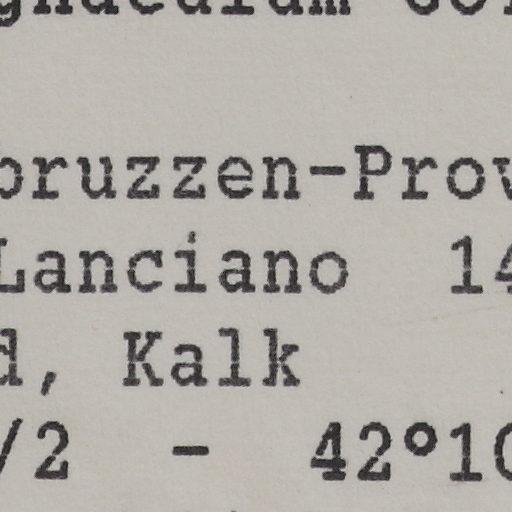 bruzzen-Prov
Lanciano 14
d, Kalk
/2 - 42°10